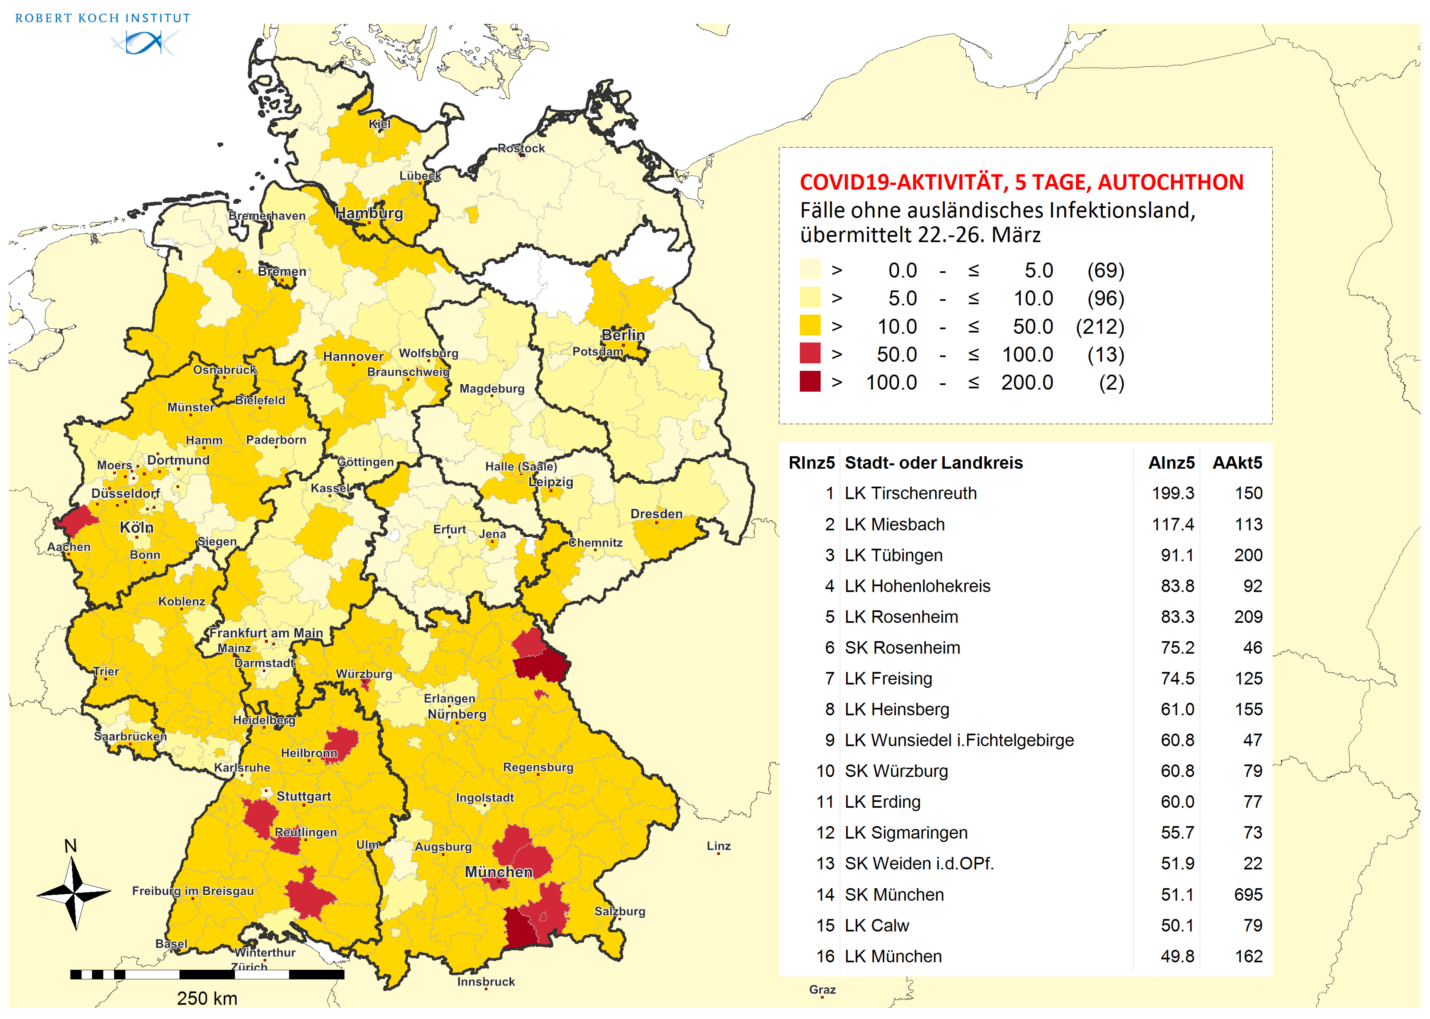 ROBERT KOCH INSTITUT
Kiel
Rostock
Lübeck
Hamburg
Bremerhaven
Bremen
Berlin
Potsdam
Hannover
Wolfsburg
Braunschweig
Osnabrück
Magdeburg
Münster
Bielefeld
Hamm
Paderborn
Moers
Dortmund
Göttingen
Halle (Saale)
Leipzig
Kassel
Düsseldorf
Dresden
Köln
Erfurt
Jena
Chemnitz
Aachen
Siegen
Bonn
Koblenz
Frankfurt am Main
Mainz
Darmstadt
Trier
Würzburg
Erlangen
Nürnberg
Heidelberg
Saarbrücken
Heilbronn
Karlsruhe
Regensburg
Stuttgart
Ingolstadt
Reutlingen
Ulm
Augsburg
München
Linz
Freiburg im Breisgau
Salzburg
Basel
Winterthur
Zürich
Innsbruck
Graz
N
250 km
COVID19-AKTIVITÄT, 5 TAGE, AUTOCHTHON
Fälle ohne ausländisches Infektionsland,
übermittelt 22.-26. März
> 0.0 - ≤ 5.0 (69)
> 5.0 - ≤ 10.0 (96)
> 10.0 - ≤ 50.0 (212)
> 50.0 - ≤ 100.0 (13)
> 100.0 - ≤ 200.0 (2)
RInz5 Stadt- oder Landkreis AInz5 AAkt5
1 LK Tirschenreuth 199.3 150
2 LK Miesbach 117.4 113
3 LK Tübingen 91.1 200
4 LK Hohenlohekreis 83.8 92
5 LK Rosenheim 83.3 209
6 SK Rosenheim 75.2 46
7 LK Freising 74.5 125
8 LK Heinsberg 61.0 155
9 LK Wunsiedel i.Fichtelgebirge 60.8 47
10 SK Würzburg 60.8 79
11 LK Erding 60.0 77
12 LK Sigmaringen 55.7 73
13 SK Weiden i.d.OPf. 51.9 22
14 SK München 51.1 695
15 LK Calw 50.1 79
16 LK München 49.8 162